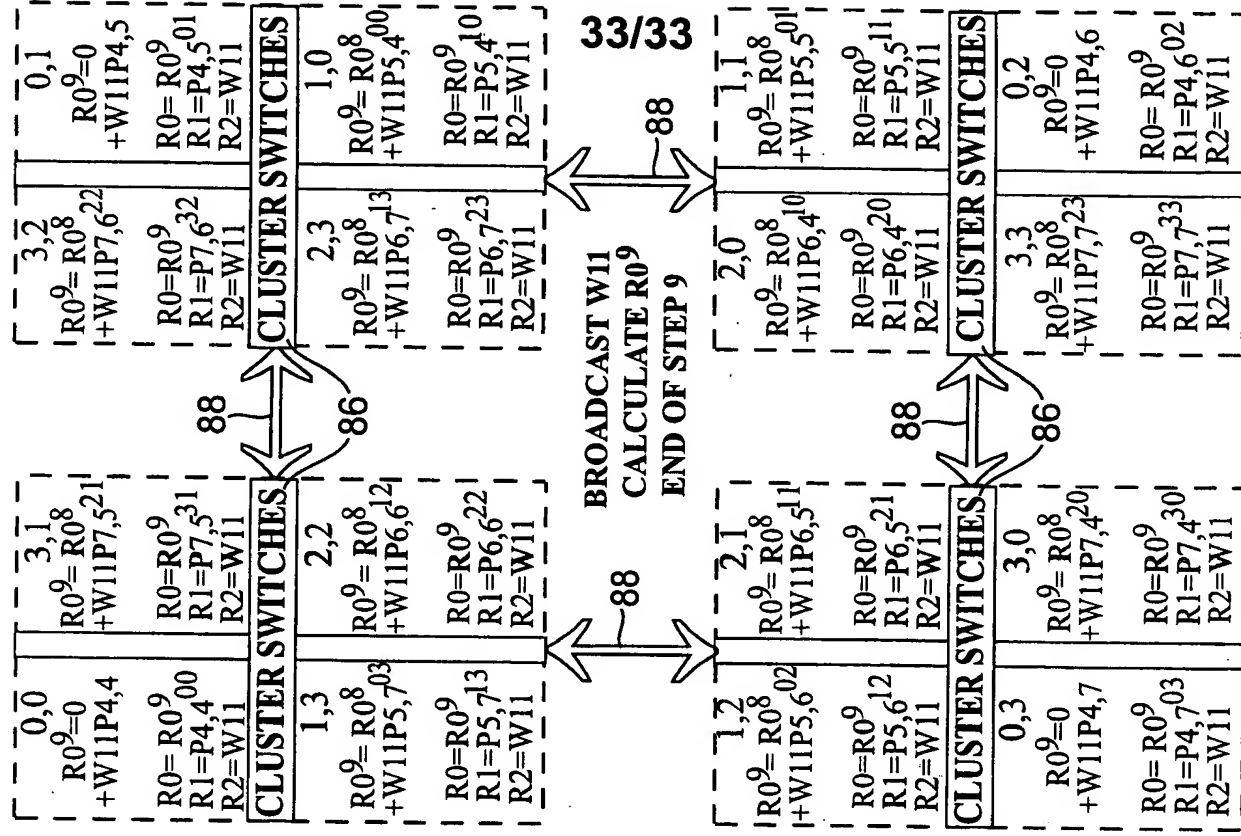 33/33
0,0
R0⁹=0
+W11P4,4
R0= R0⁹
R1=P4,4⁰⁰
R2=W11
3,1
R0⁹= R0⁸
+W11P7,5²¹
R0=R0⁹
R1=P7,5³¹
R2=W11
CLUSTER SWITCHES
1,3
R0⁹= R0⁸
+W11P5,7⁰³
R0=R0⁹
R1=P5,7¹³
R2=W11
2,2
R0⁹= R0⁸
+W11P6,6¹²
R0=R0⁹
R1=P6,6²²
R2=W11
88
86
3,2
R0⁹= R0⁸
+W11P7,6²²
R0=R0⁹
R1=P7,6³²
R2=W11
0,1
R0⁹=0
+W11P4,5
R0= R0⁹
R1=P4,5⁰¹
R2=W11
CLUSTER SWITCHES
2,3
R0⁹= R0⁸
+W11P6,7¹³
R0=R0⁹
R1=P6,7²³
R2=W11
1,0
R0⁹= R0⁸
+W11P5,4⁰⁰
R0=R0⁹
R1=P5,4¹⁰
R2=W11
88
BROADCAST W11
CALCULATE R0⁹
END OF STEP 9
88
1,2
R0⁹= R0⁸
+W11P5,6⁰²
R0=R0⁹
R1=P5,6¹²
R2=W11
2,1
R0⁹= R0⁸
+W11P6,5¹¹
R0=R0⁹
R1=P6,5²¹
R2=W11
CLUSTER SWITCHES
0,3
R0⁹=0
+W11P4,7
R0= R0⁹
R1=P4,7⁰³
R2=W11
3,0
R0⁹= R0⁸
+W11P7,4²⁰
R0=R0⁹
R1=P7,4³⁰
R2=W11
88
86
2,0
R0⁹= R0⁸
+W11P6,4¹⁰
R0=R0⁹
R1=P6,4²⁰
R2=W11
1,1
R0⁹= R0⁸
+W11P5,5⁰¹
R0=R0⁹
R1=P5,5¹¹
R2=W11
CLUSTER SWITCHES
3,3
R0⁹= R0⁸
+W11P7,7²³
R0=R0⁹
R1=P7,7³³
R2=W11
0,2
R0⁹=0
+W11P4,6
R0= R0⁹
R1=P4,6⁰²
R2=W11